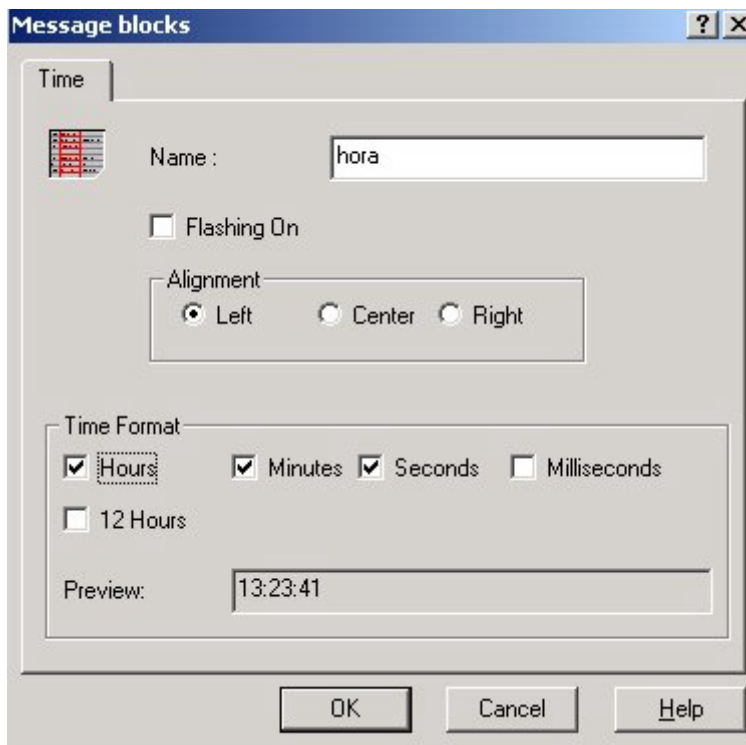 Message blocks
Time
Name :
hora
Flashing On
Alignment
Left Center Right
Time Format
Hours Minutes Seconds Milliseconds
12 Hours
Preview: 13:23:41
OK Cancel Help